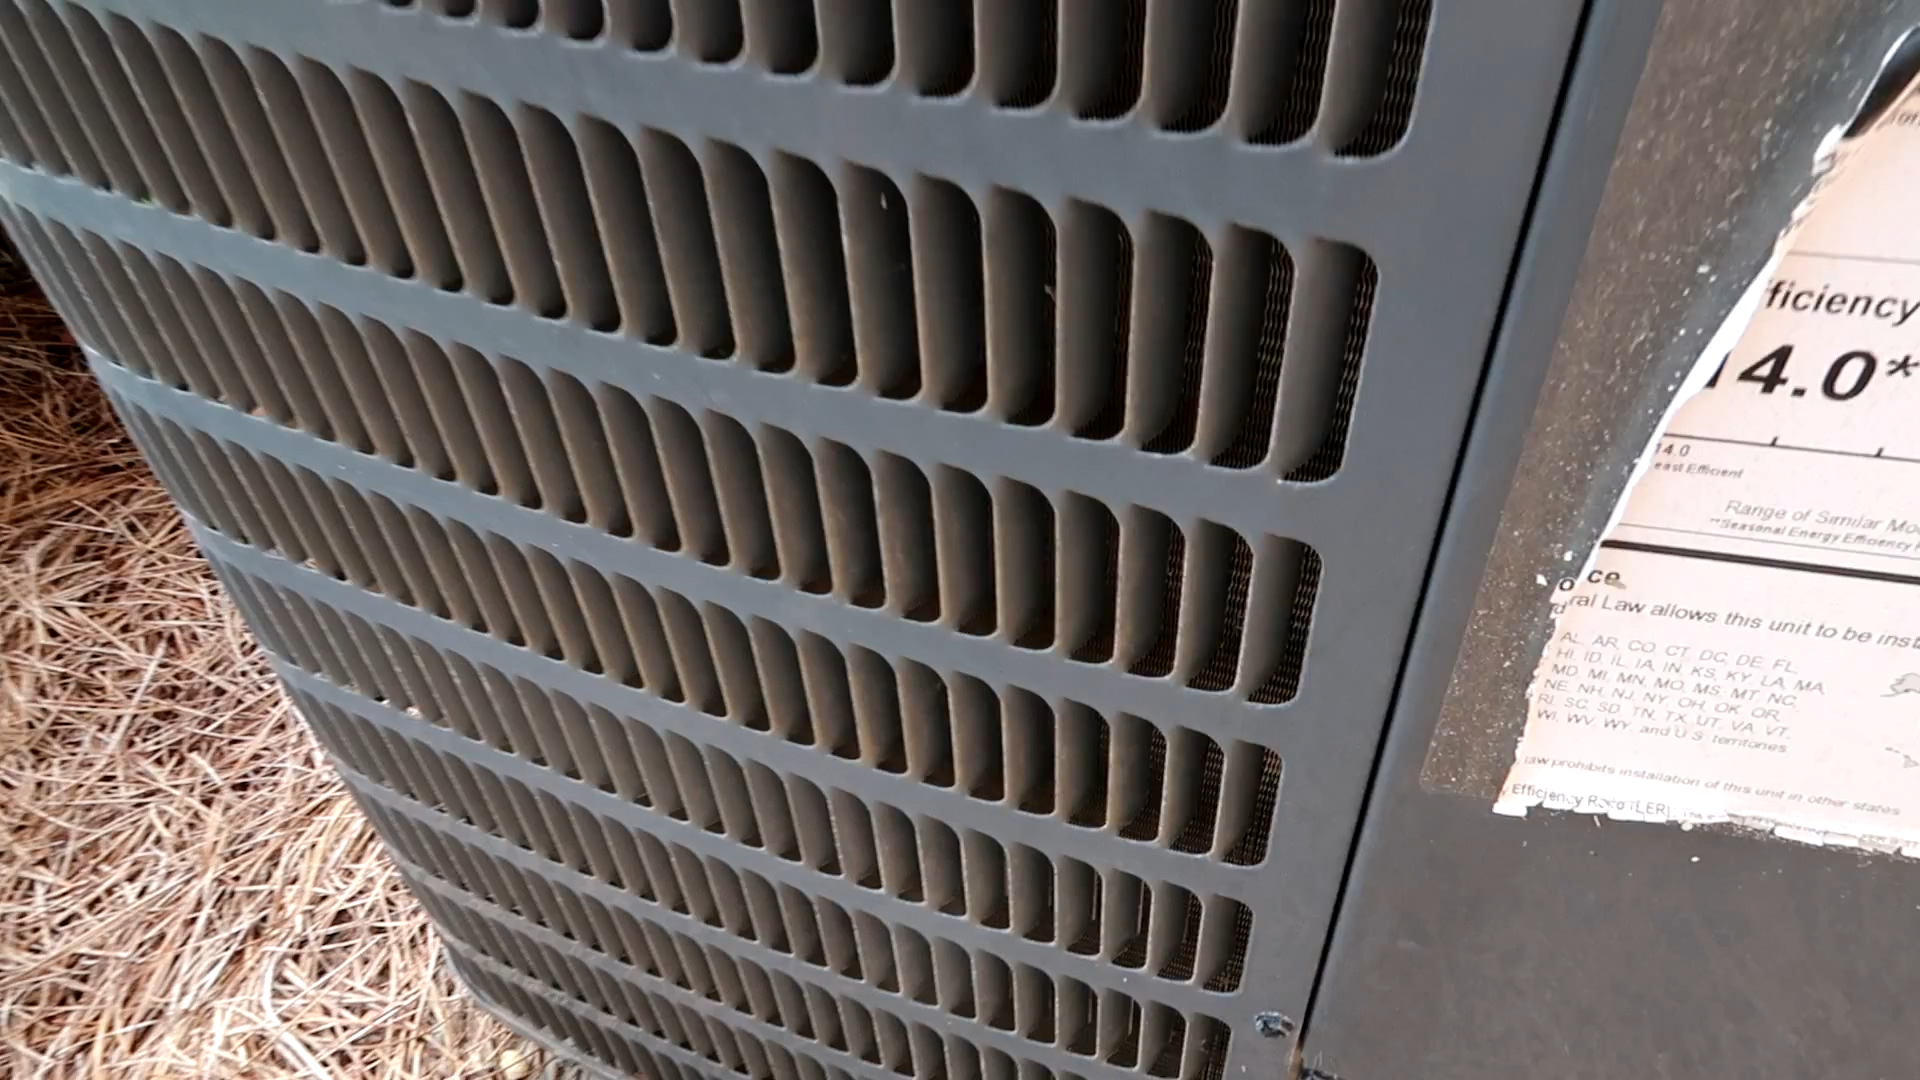 fficiency
14.0*
14.0
east Efficient
Range of Similar Mo
**Seasonal Energy Efficiency R
ce
ral Law allows this unit to be inst
AL, AR, CO, CT, DC, DE, FL,
HI, ID, IL, IA, IN, KS, KY, LA, MA,
MD, MI, MN, MO, MS, MT, NC,
NE, NH, NJ, NY, OH, OK, OR,
RI, SC, SD, TN, TX, UT, VA, VT,
WI, WV, WY, and U.S. territories
law prohibits installation of this unit in other states
Efficiency